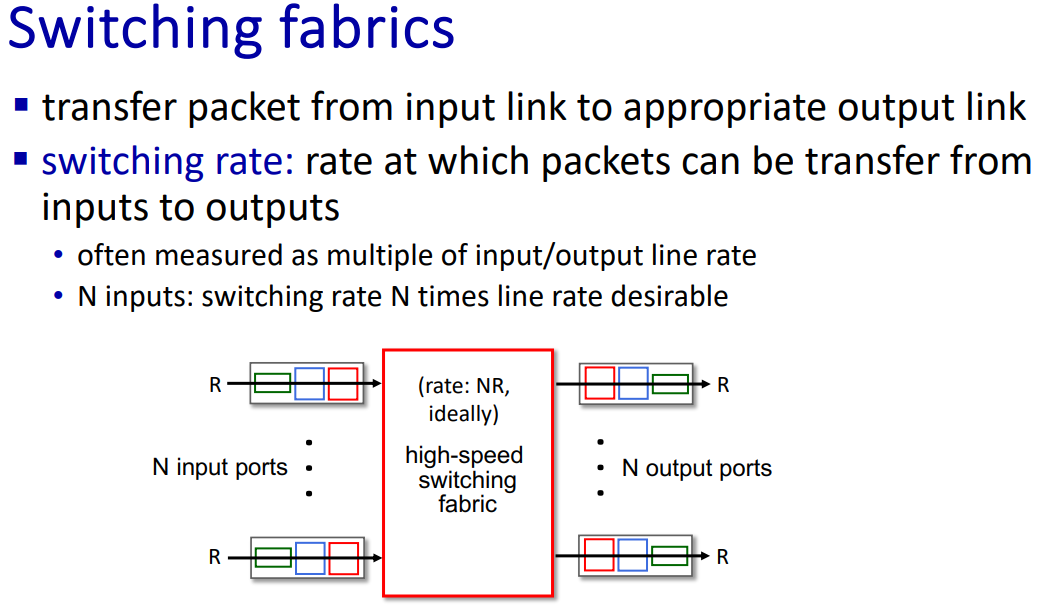 Switching fabrics
▪ transfer packet from input link to appropriate output link
▪ switching rate: rate at which packets can be transfer from
inputs to outputs
• often measured as multiple of input/output line rate
• N inputs: switching rate N times line rate desirable
R
(rate: NR,
ideally)
R
high-speed
switching
fabric
N input ports
N output ports
R
R